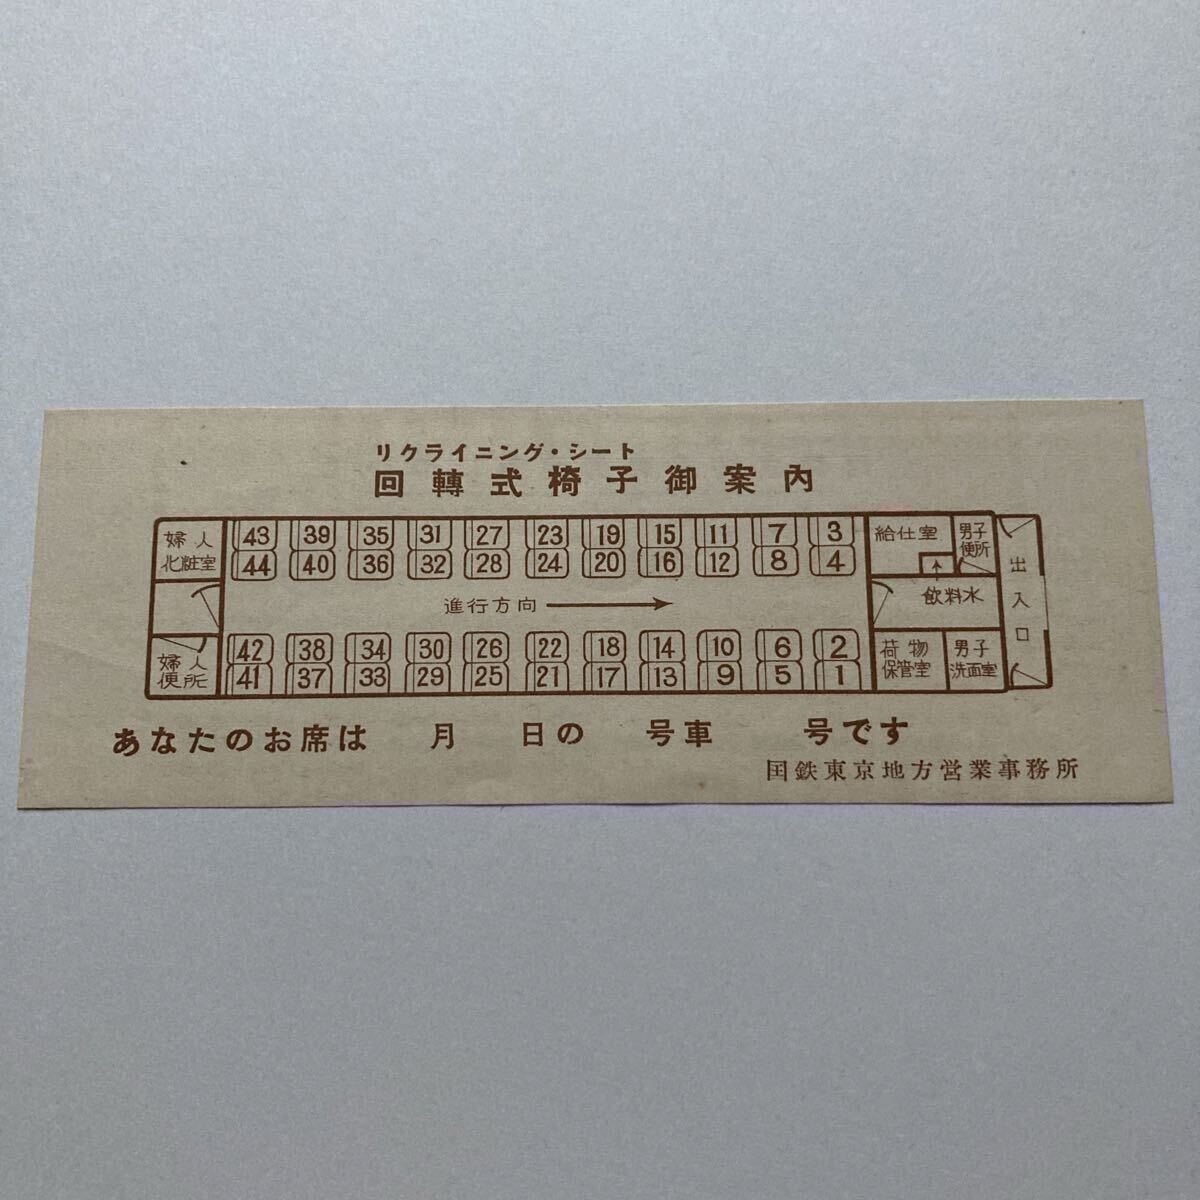 リクライニング・シート
回轉式椅子御案内
婦人 43 39 35 31 27 23 19 15 11 7 3 給仕室 男子
化粧室 44 40 36 32 28 24 20 16 12 8 4 便所
進行方向 → ↑ 飲料水 出入口
婦人 42 38 34 30 26 22 18 14 10 6 2 荷物 男子
便所 41 37 33 29 25 21 17 13 9 5 1 保管室 洗面室
あなたのお席は 月 日の 号車 号です
国鉄東京地方営業事務所